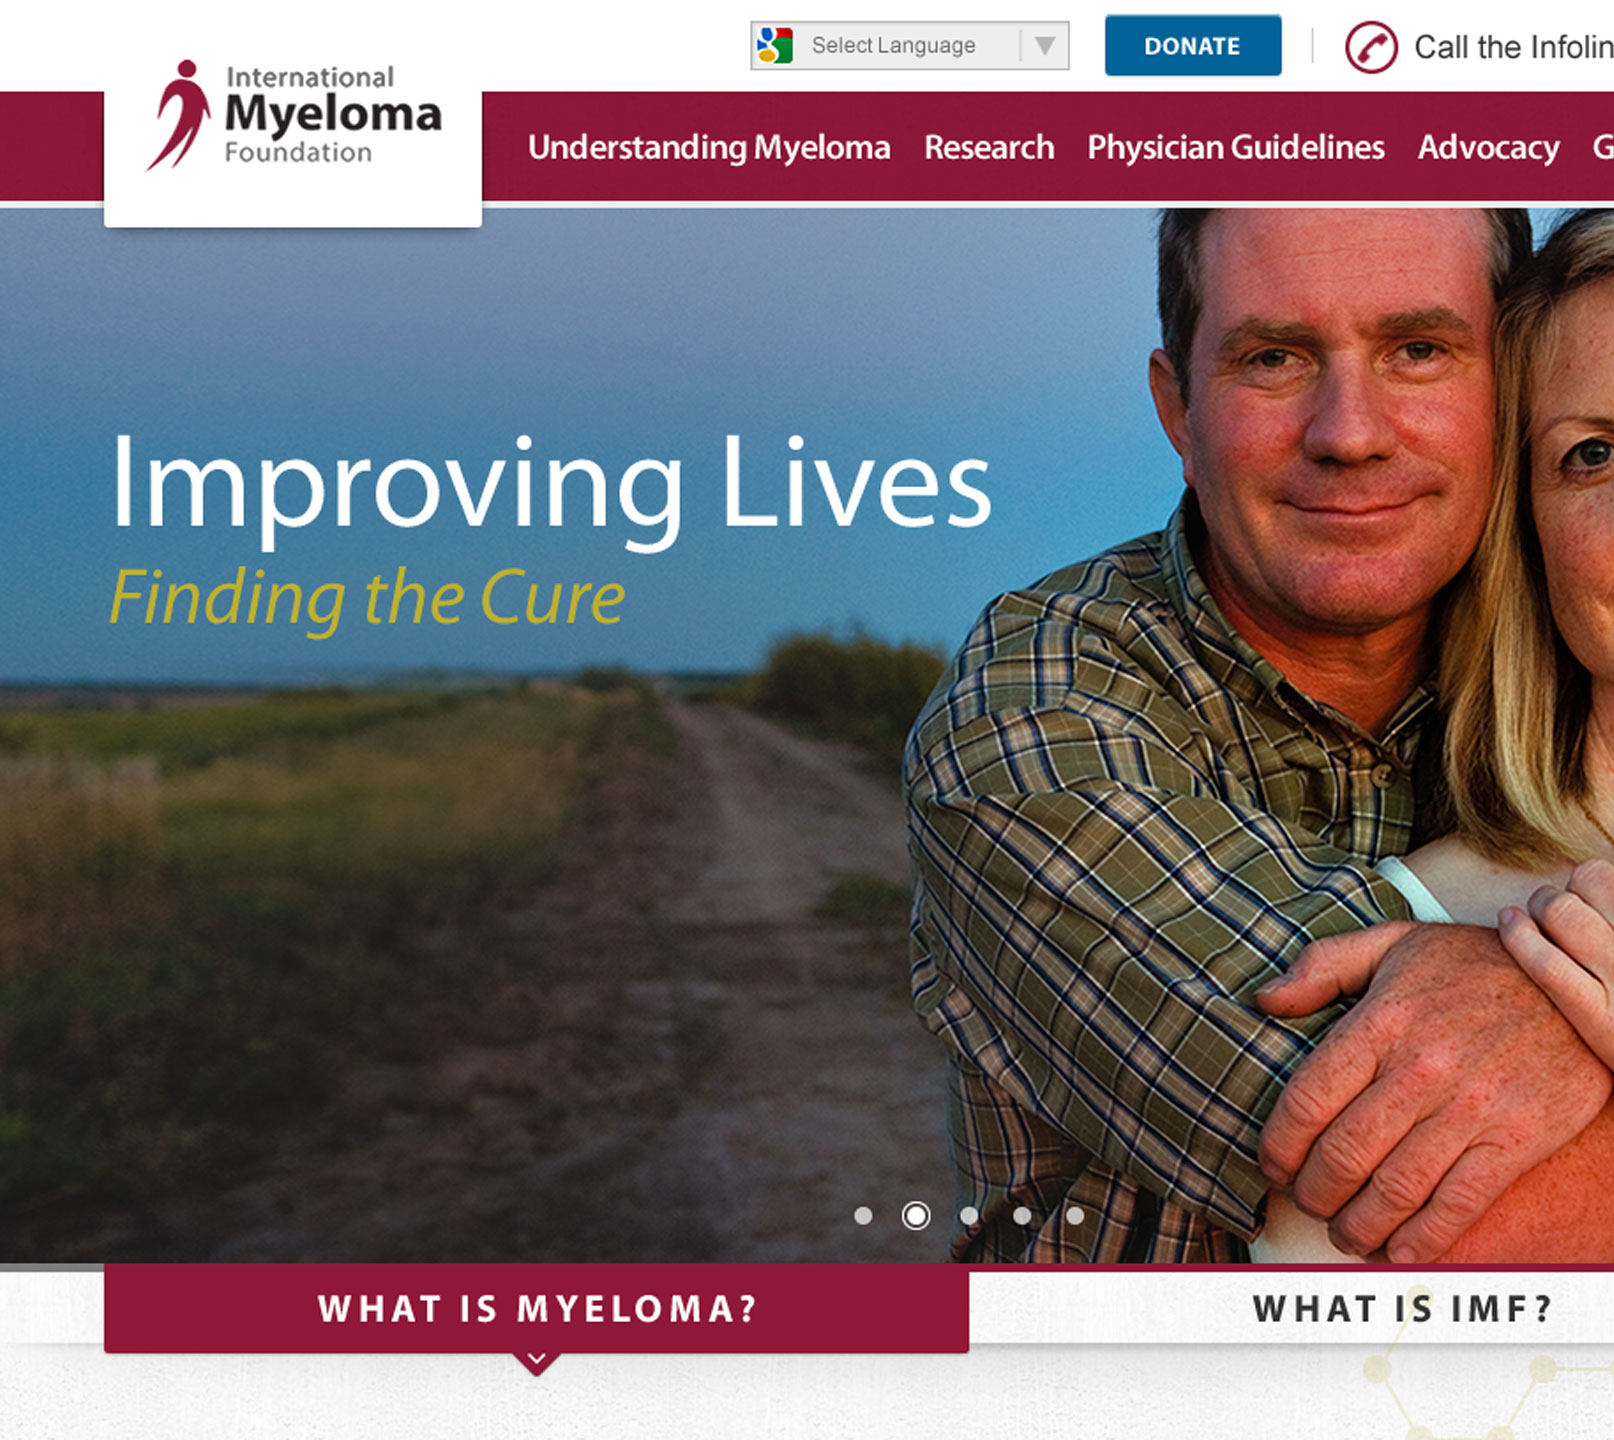 Select Language
DONATE
Call the Infolin
International
Myeloma
Foundation
Understanding Myeloma
Research
Physician Guidelines
Advocacy
G
Improving Lives
Finding the Cure
WHAT IS MYELOMA?
WHAT IS IMF?